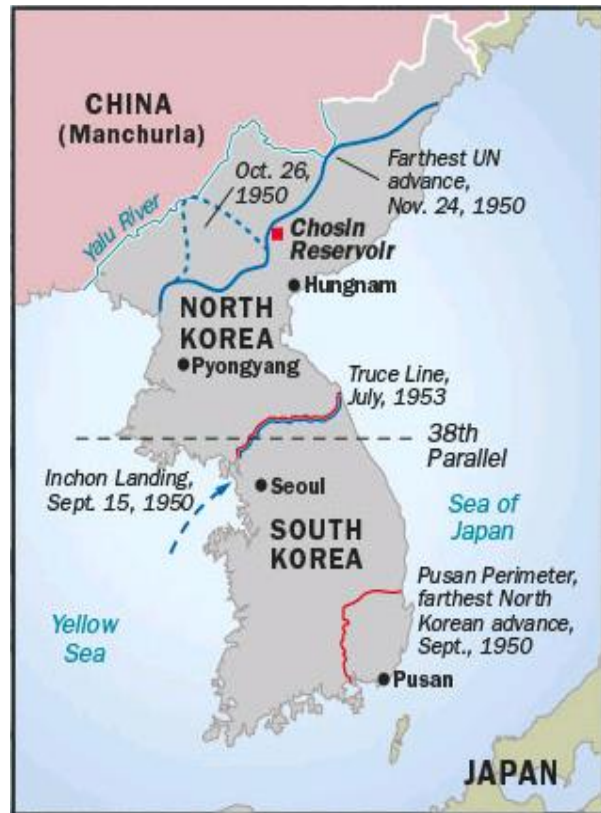 CHINA
(Manchuria)
Oct. 26,
1950
Farthest UN
advance,
Nov. 24, 1950
Yalu River
Chosin
Reservoir
Hungnam
NORTH
KOREA
Pyongyang
Truce Line,
July, 1953
38th
Parallel
Inchon Landing,
Sept. 15, 1950
Seoul
Sea of
Japan
SOUTH
KOREA
Pusan Perimeter,
farthest North
Korean advance,
Sept., 1950
Yellow
Sea
Pusan
JAPAN